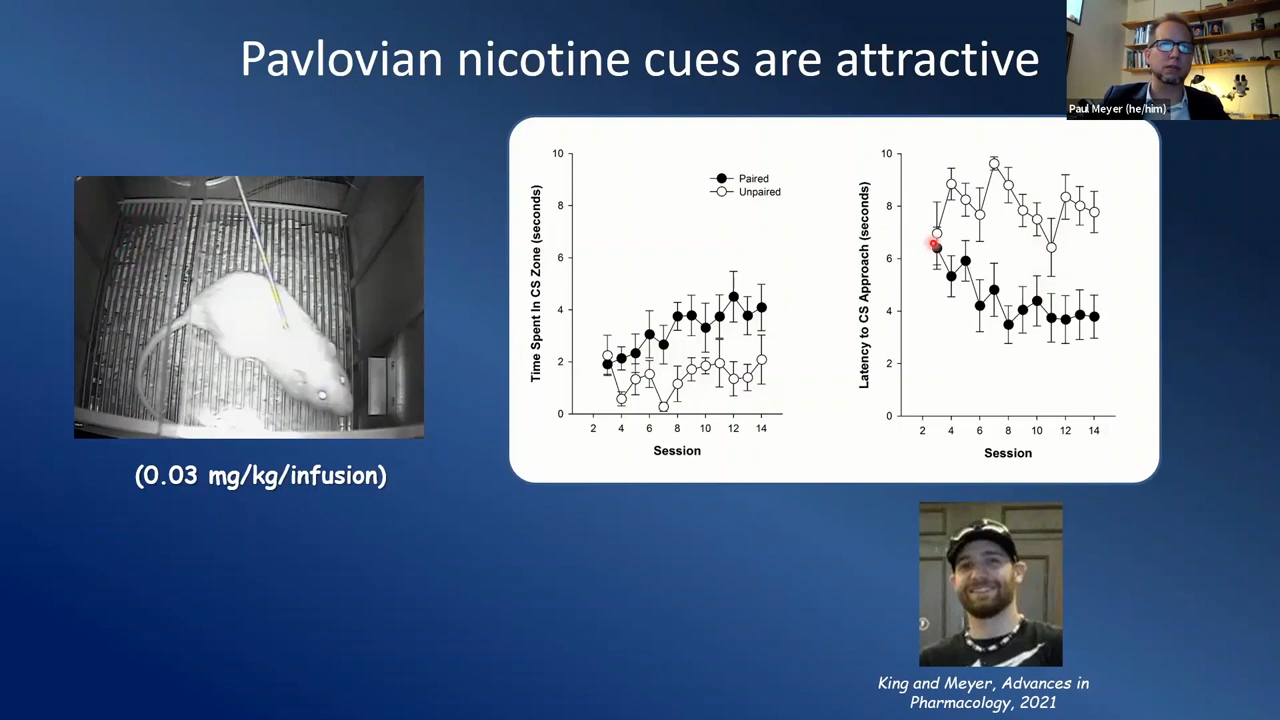 Pavlovian nicotine cues are attractive
Paul Meyer (he/him)
(0.03 mg/kg/infusion)
Time Spent In CS Zone (seconds)
10
8
6
4
2
0
Paired
Unpaired
2 4 6 8 10 12 14
Session
Latency to CS Approach (seconds)
10
8
6
4
2
0
2 4 6 8 10 12 14
Session
King and Meyer, Advances in
Pharmacology, 2021